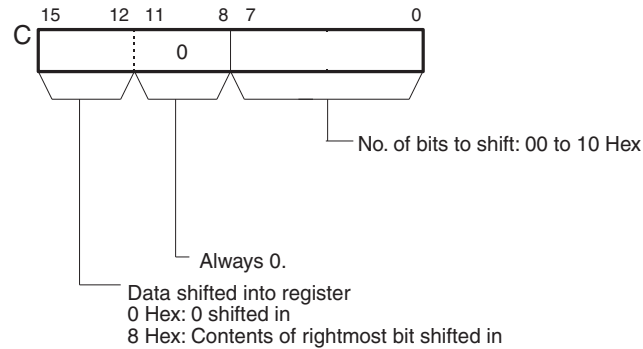 15 12 11 8 7 0
C
0
No. of bits to shift: 00 to 10 Hex
Always 0.
Data shifted into register
0 Hex: 0 shifted in
8 Hex: Contents of rightmost bit shifted in